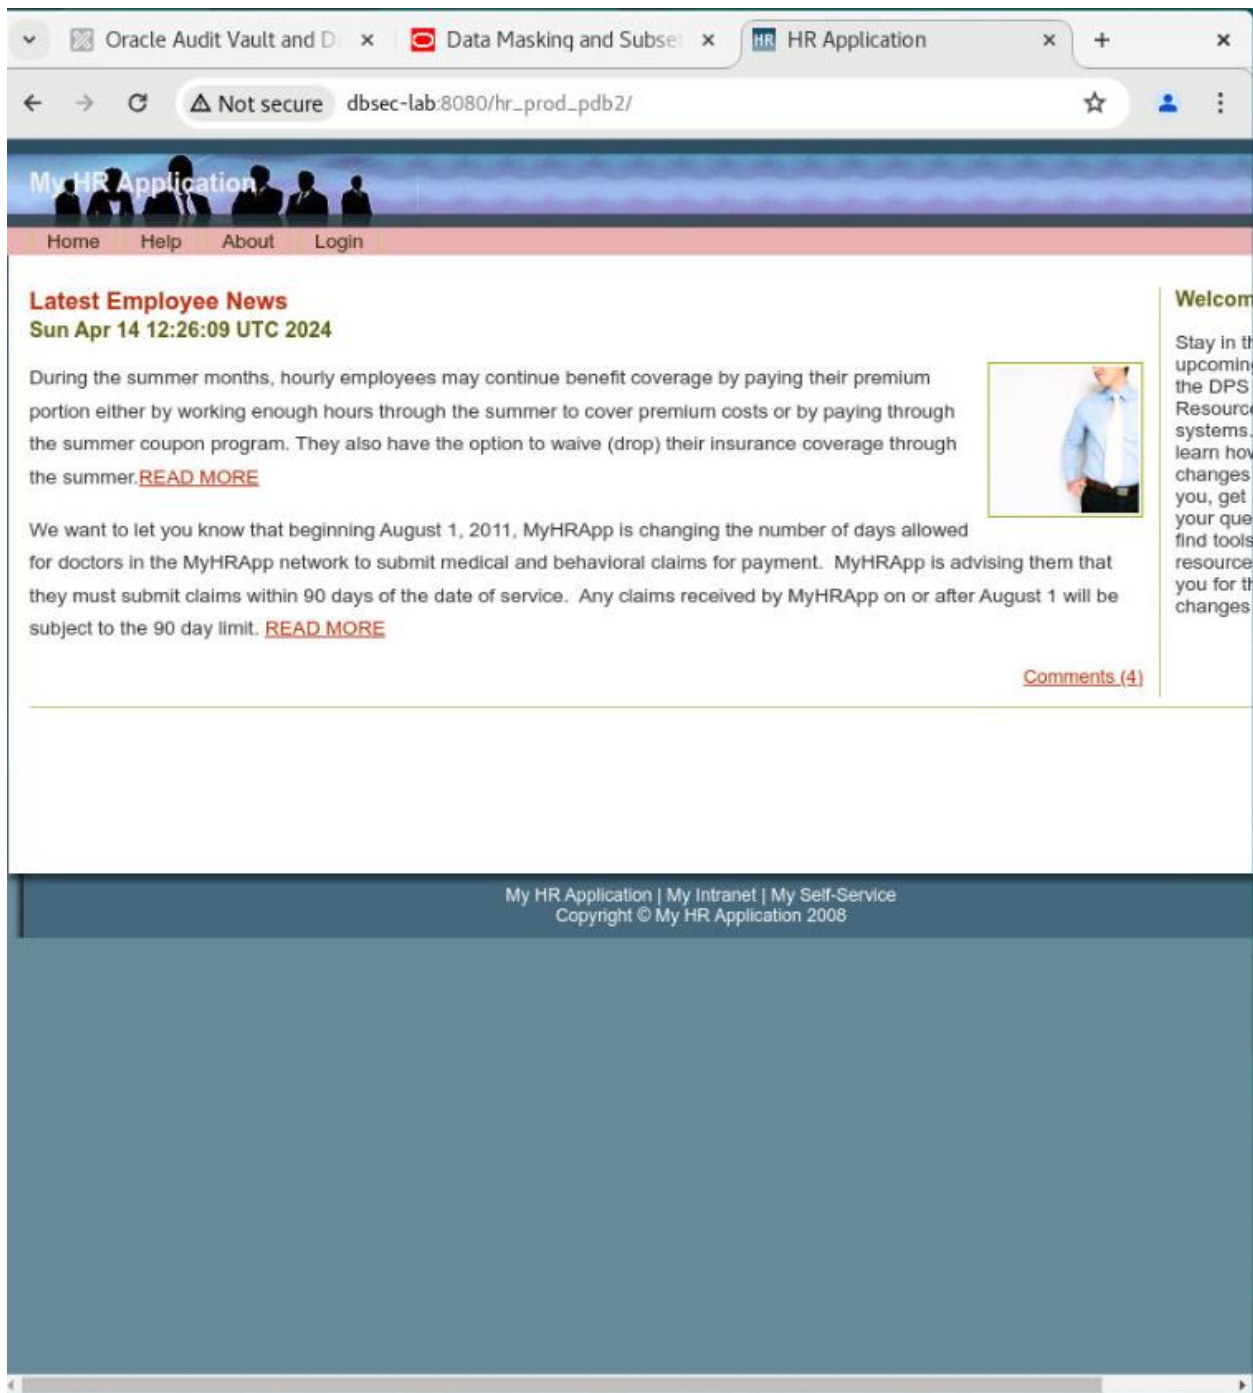 Oracle Audit Vault and D
Data Masking and Subse
HR
HR Application
Not secure
dbsec-lab:8080/hr_prod_pdb2/
My HR Application
Home
Help
About
Login
Latest Employee News
Sun Apr 14 12:26:09 UTC 2024
During the summer months, hourly employees may continue benefit coverage by paying their premium
portion either by working enough hours through the summer to cover premium costs or by paying through
the summer coupon program. They also have the option to waive (drop) their insurance coverage through
the summer.READ MORE
We want to let you know that beginning August 1, 2011, MyHRApp is changing the number of days allowed
for doctors in the MyHRApp network to submit medical and behavioral claims for payment.  MyHRApp is advising them that
they must submit claims within 90 days of the date of service.  Any claims received by MyHRApp on or after August 1 will be
subject to the 90 day limit. READ MORE
Comments (4)
Welcom
Stay in th
upcoming
the DPS
Resource
systems.
learn how
changes
you, get
your que
find tools
resource
you for th
changes
My HR Application | My Intranet | My Self-Service
Copyright © My HR Application 2008